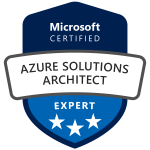 Microsoft
CERTIFIED
AZURE SOLUTIONS
ARCHITECT
EXPERT